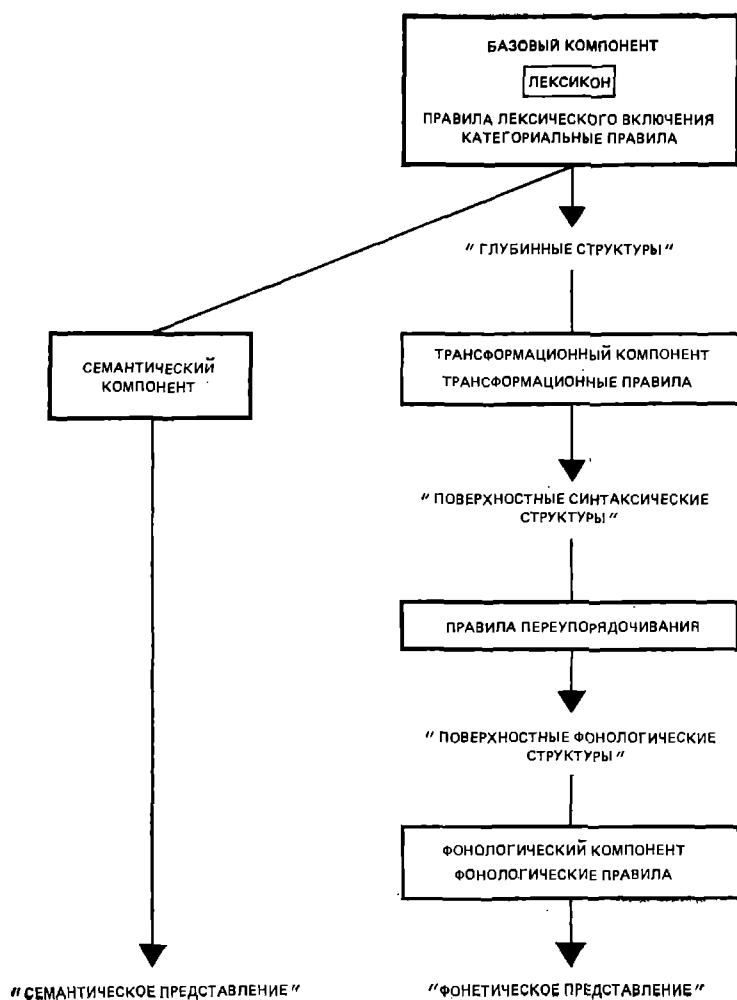 БАЗОВЫЙ КОМПОНЕНТ
ЛЕКСИКОН
ПРАВИЛА ЛЕКСИЧЕСКОГО ВКЛЮЧЕНИЯ
КАТЕГОРИАЛЬНЫЕ ПРАВИЛА
"ГЛУБИННЫЕ СТРУКТУРЫ"
СЕМАНТИЧЕСКИЙ
КОМПОНЕНТ
ТРАНСФОРМАЦИОННЫЙ КОМПОНЕНТ
ТРАНСФОРМАЦИОННЫЕ ПРАВИЛА
"ПОВЕРХНОСТНЫЕ СИНТАКСИЧЕСКИЕ
СТРУКТУРЫ"
ПРАВИЛА ПЕРЕУПОРЯДОЧИВАНИЯ
"ПОВЕРХНОСТНЫЕ ФОНОЛОГИЧЕСКИЕ
СТРУКТУРЫ"
ФОНОЛОГИЧЕСКИЙ КОМПОНЕНТ
ФОНОЛОГИЧЕСКИЕ ПРАВИЛА
"СЕМАНТИЧЕСКОЕ ПРЕДСТАВЛЕНИЕ"
"ФОНЕТИЧЕСКОЕ ПРЕДСТАВЛЕНИЕ"